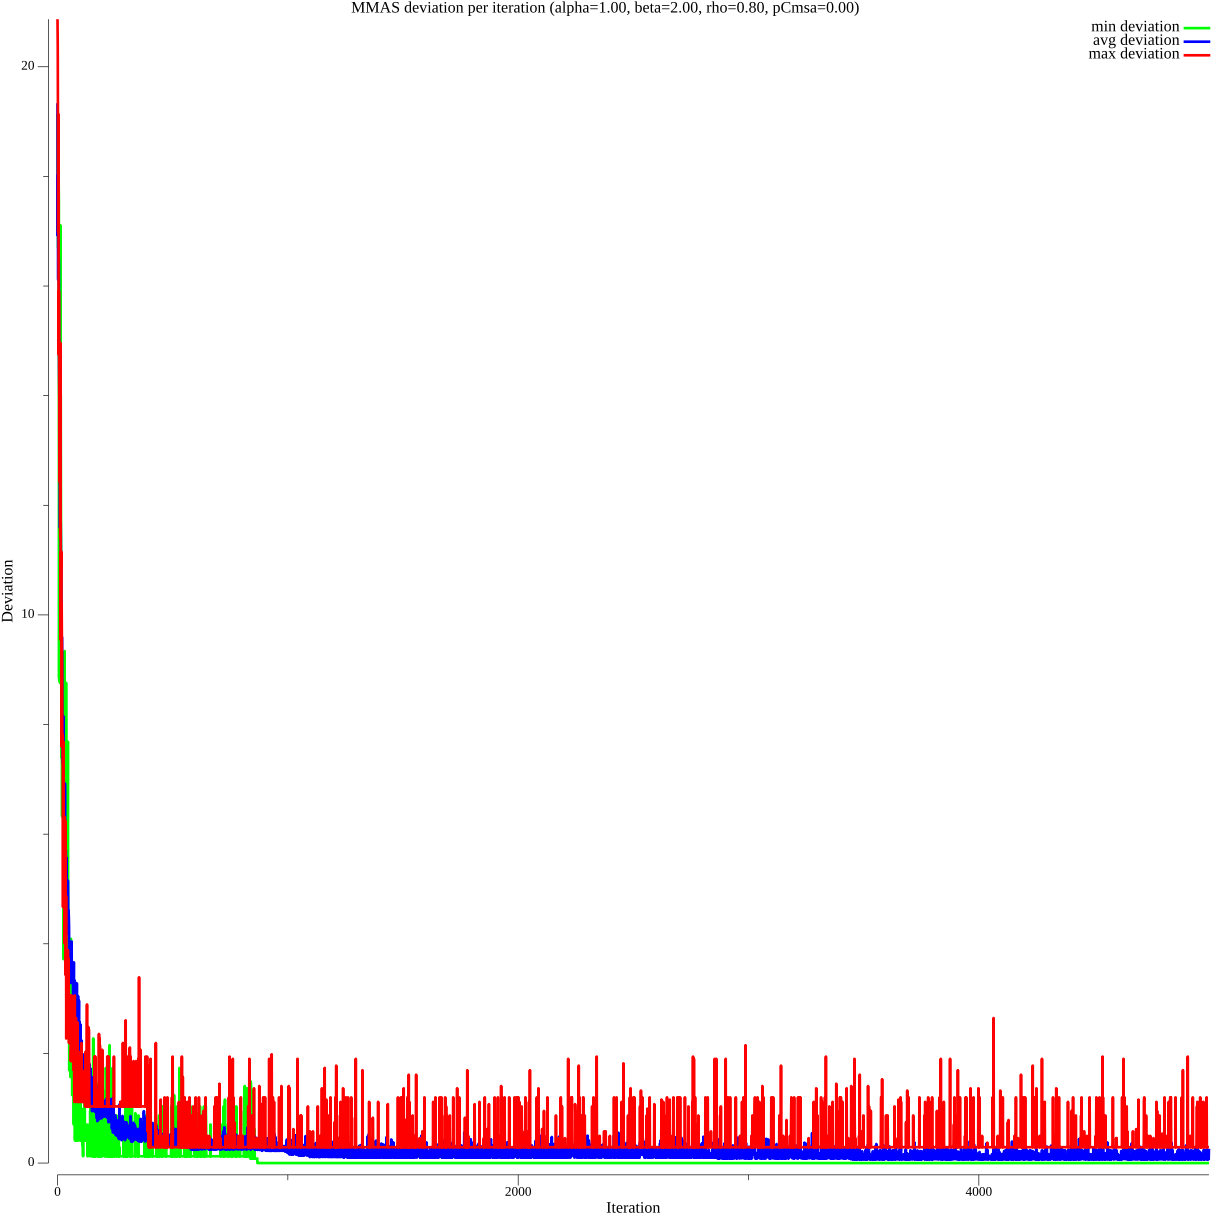 MMAS deviation per iteration (alpha=1.00, beta=2.00, rho=0.80, pCmsa=0.00)
min deviation
avg deviation
max deviation
20
10
0
Deviation
0
2000
4000
Iteration